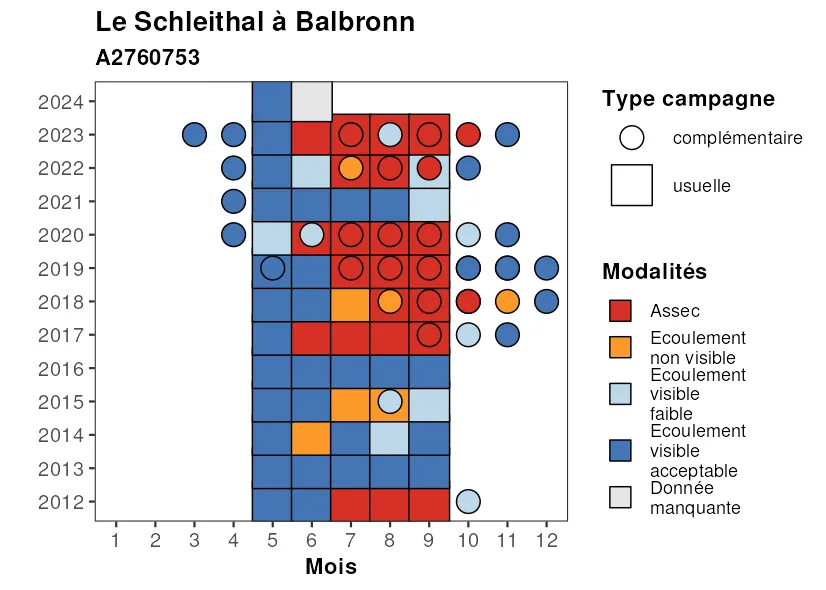 Le Schleithal à Balbronn
A2760753
2024
2023
2022
2021
2020
2019
2018
2017
2016
2015
2014
2013
2012
1 2 3 4 5 6 7 8 9 10 11 12
Mois
Type campagne
complémentaire
usuelle
Modalités
Assec
Ecoulement
non visible
Ecoulement
visible
faible
Ecoulement
visible
acceptable
Donnée
manquante